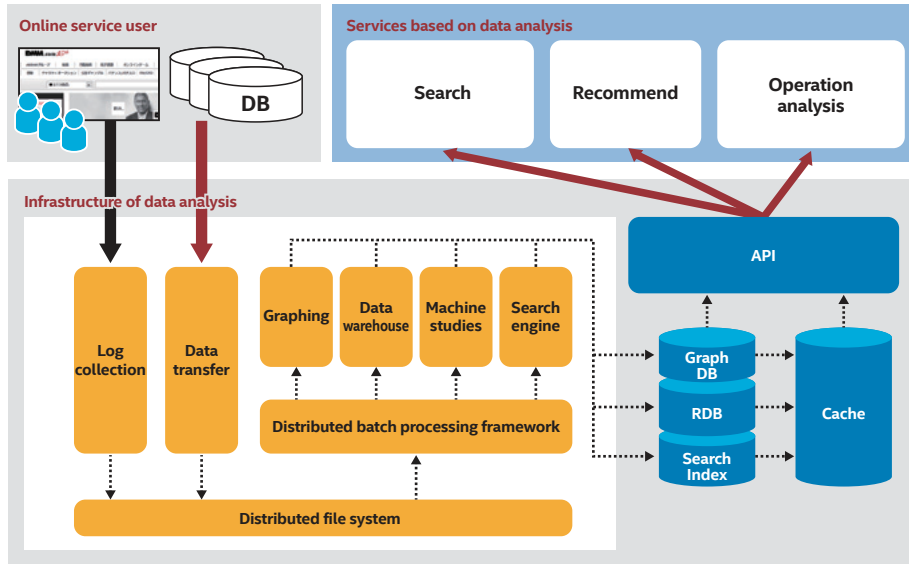 Online service user
Services based on data analysis
DMM.com
DB
Search
Recommend
Operation
analysis
Infrastructure of data analysis
API
Graphing
Data
warehouse
Machine
studies
Search
engine
Log
collection
Data
transfer
Graph
DB
RDB
Search
Index
Cache
Distributed batch processing framework
Distributed file system